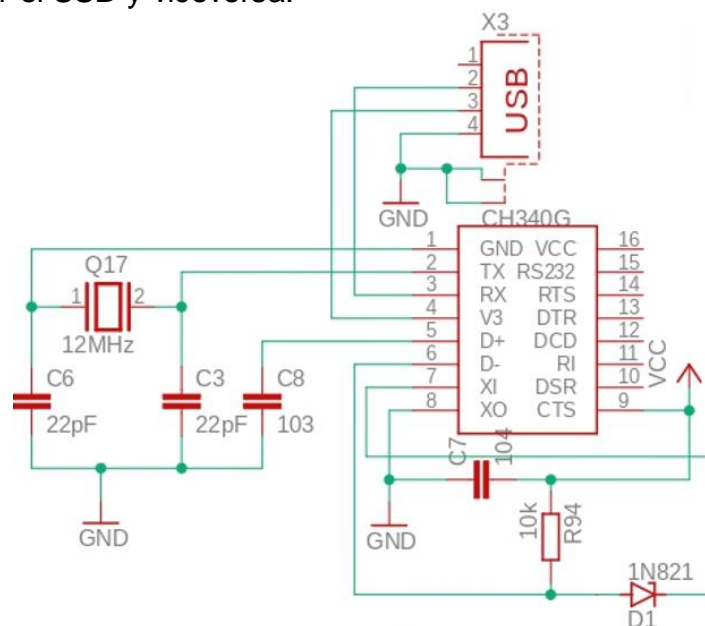 r el USB y viceversa.
X3
1
2
3
4
USB
GND
CH340G
1 GND VCC 16
2 TX RS232 15
3 RX RTS 14
4 V3 DTR 13
5 D+ DCD 12
6 D- RI 11
7 XI DSR 10
8 XO CTS 9
VCC
Q17
1 2
12MHz
C6
22pF
C3
22pF
C8
103
GND
C7
104
GND
10k
R94
1N821
D1